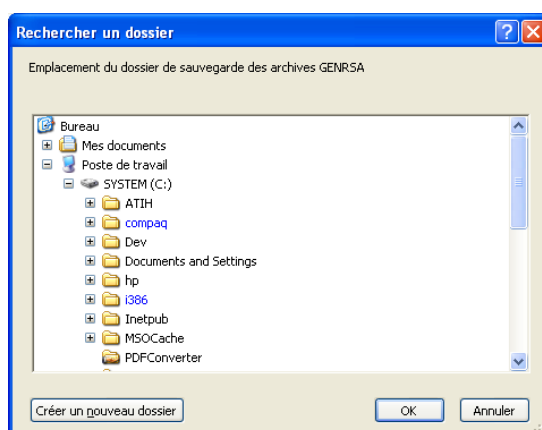 Rechercher un dossier
Emplacement du dossier de sauvegarde des archives GENRSA
Bureau
Mes documents
Poste de travail
SYSTEM (C:)
ATIH
compaq
Dev
Documents and Settings
hp
i386
Inetpub
MSOCache
PDFConverter
Créer un nouveau dossier OK Annuler